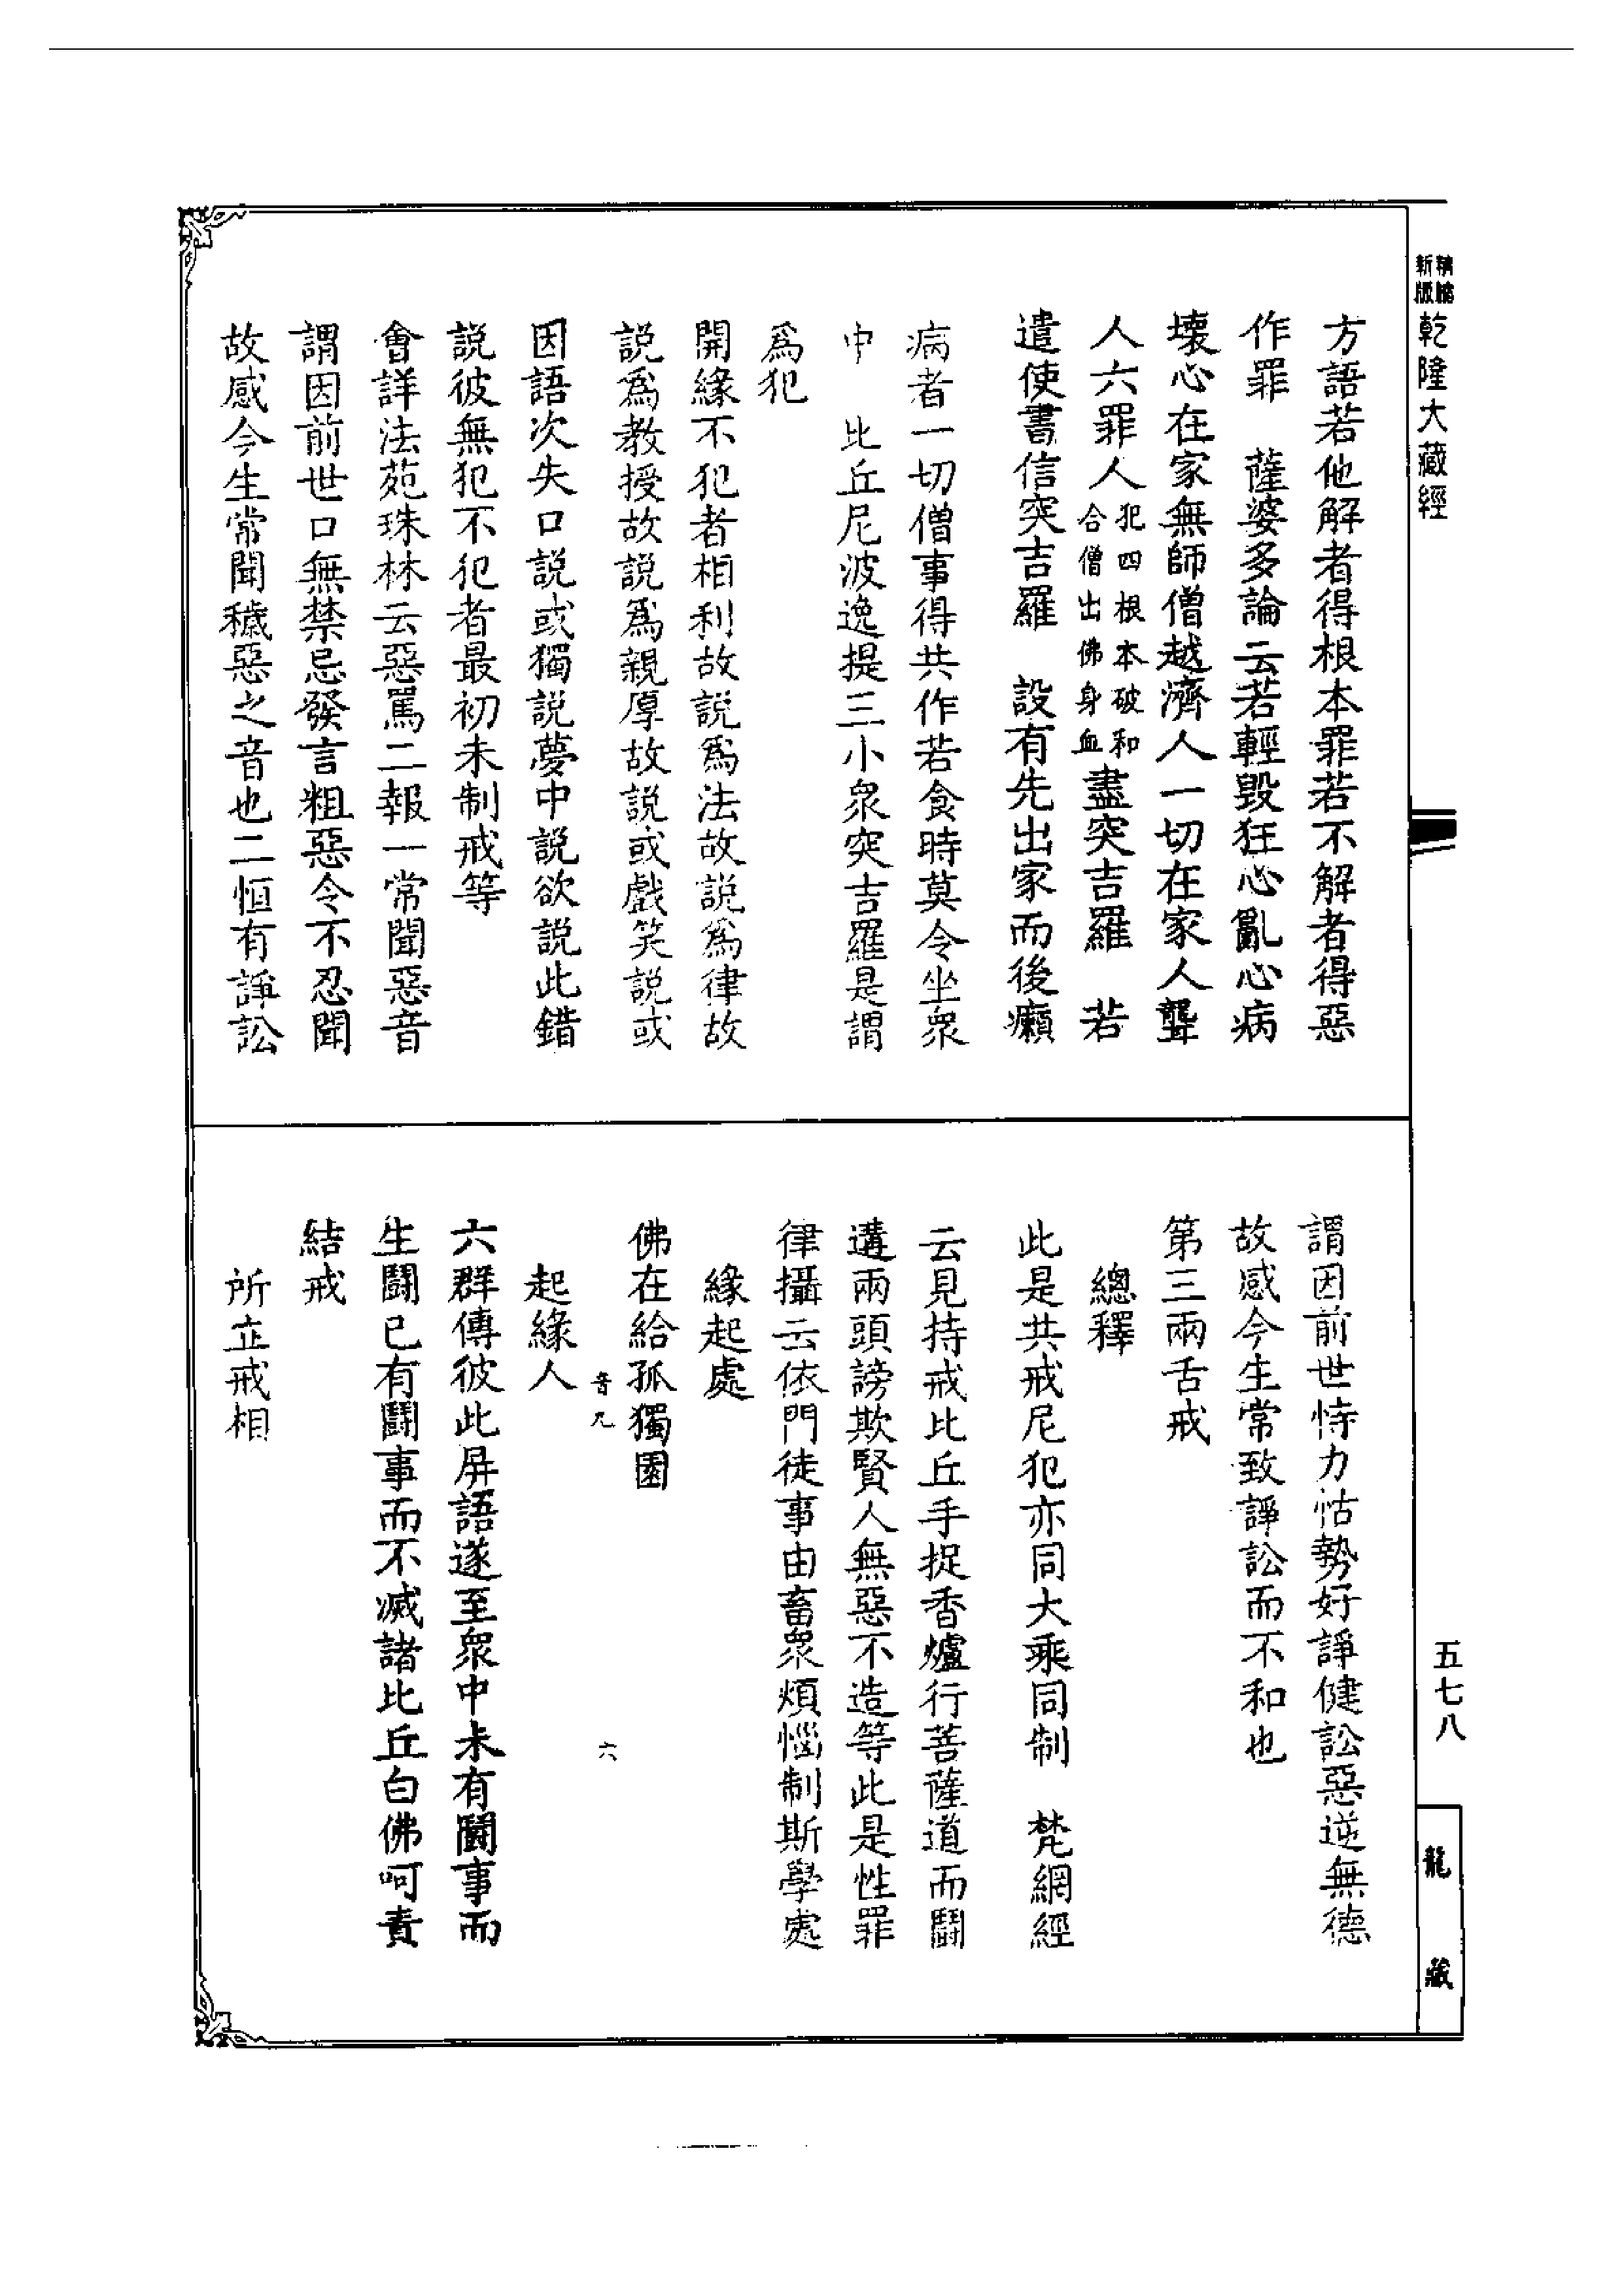 新版
精縮
乾隆大藏經
方語若他解者得根本罪若不解者得惡
作罪　薩婆多論云若輕毀狂心亂心病
壞心在家無師僧越濟人一切在家人聾
人六罪人犯四根本破和合僧出佛身血盡突吉羅　若
遣使書信突吉羅　設有先出家而後癩
病者一切僧事得共作若食時莫令坐眾
中　比丘尼波逸提三小眾突吉羅是謂
為犯
開緣不犯者相利故說為法故說為律故
說為教授故說為親厚故說或戲笑說或
因語次失口說或獨說夢中說欲說此錯
說彼無犯不犯者最初未制戒等
會詳法苑珠林云惡罵二報一常聞惡音
謂因前世口無禁忌發言粗惡令不忍聞
故感今生常聞穢惡之音也二恒有諍訟
謂因前世恃力怙勢好諍健訟惡逆無德
故感今生常致諍訟而不和也
第三兩舌戒
總釋
此是共戒尼犯亦同大乘同制　梵網經
云見持戒比丘手捉香爐行菩薩道而鬪
遘兩頭謗欺賢人無惡不造等此是性罪
律攝云依門徒事由畜眾煩惱制斯學處
緣起處
佛在給孤獨園
音九　六
起緣人
六群傳彼此屏語遂至眾中未有鬪事而
生鬪已有鬪事而不滅諸比丘白佛呵責
結戒
所立戒相
五七八
龍藏